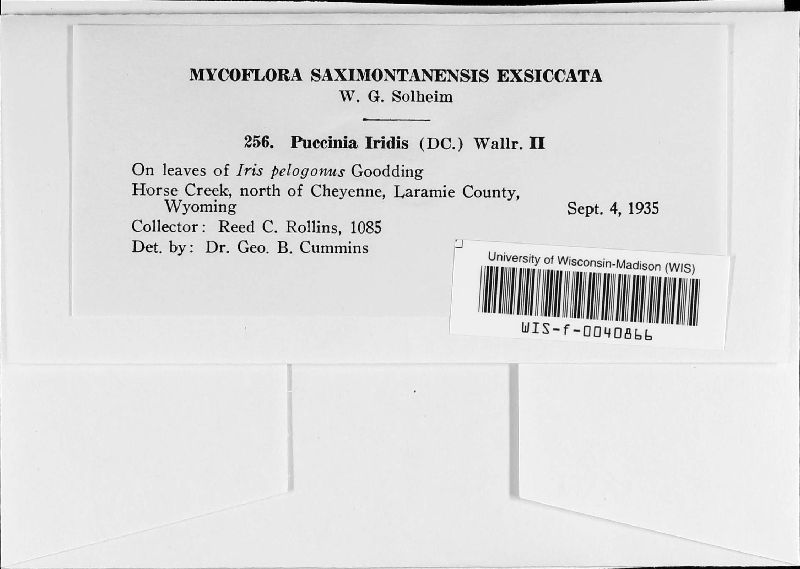 MYCOFLORA SAXIMONTANENSIS EXSICCATA
W. G. Solheim
256. Puccinia Iridis (DC.) Wallr. II
On leaves of Iris pelogonus Goodding
Horse Creek, north of Cheyenne, Laramie County,
Wyoming
Sept. 4, 1935
Collector: Reed C. Rollins, 1085
Det. by: Dr. Geo. B. Cummins
University of Wisconsin-Madison (WIS)
WIS-f-0040866